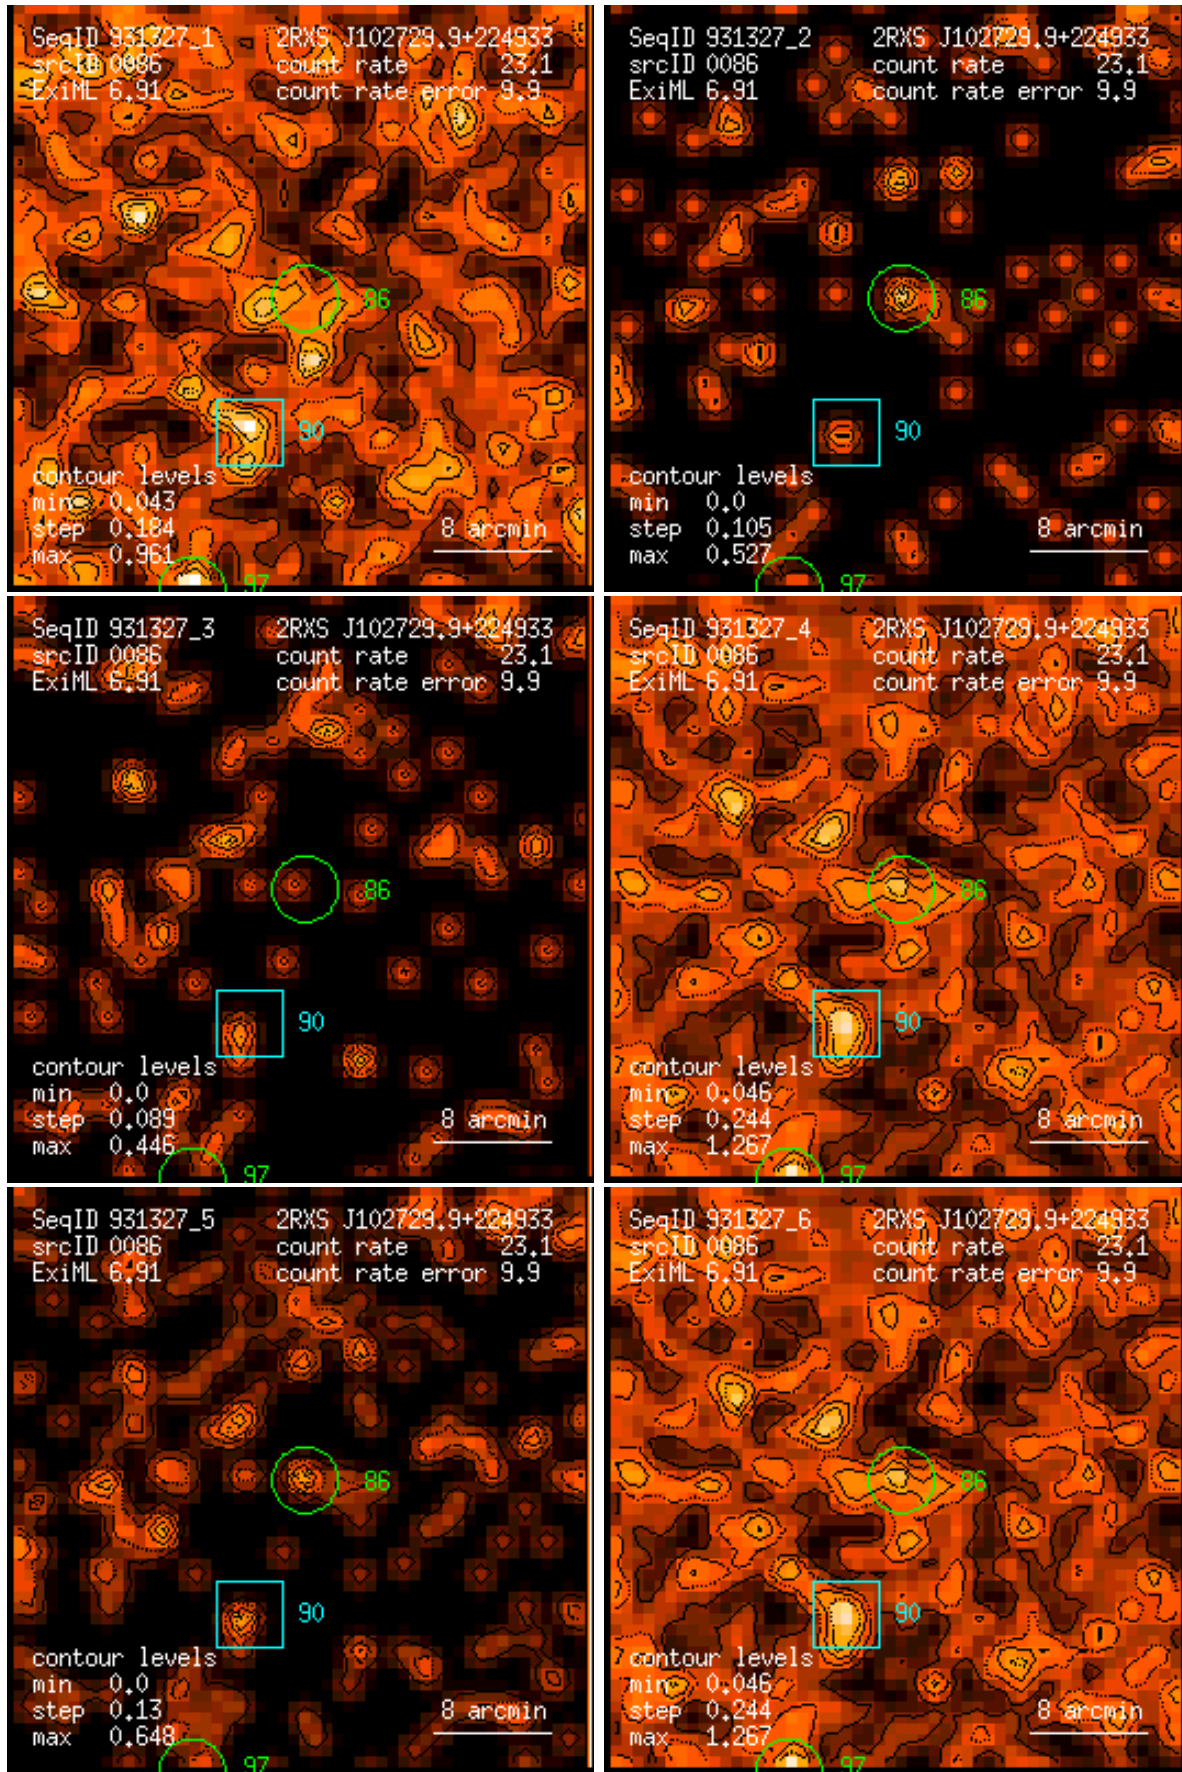 SeqID 931327_1 2RXS J102729.9+224933
srcID 0086 count rate 23.1
ExiML 6.91 count rate error 9.9
86
90
contour levels
min 0.043
step 0.184 8 arcmin
max 0.961
97
SeqID 931327_2 2RXS J102729.9+224933
srcID 0086 count rate 23.1
ExiML 6.91 count rate error 9.9
86
90
contour levels
min 0.0
step 0.105 8 arcmin
max 0.527
97
SeqID 931327_3 2RXS J102729.9+224933
srcID 0086 count rate 23.1
ExiML 6.91 count rate error 9.9
86
90
contour levels
min 0.0
step 0.089 8 arcmin
max 0.446
97
SeqID 931327_4 2RXS J102729.9+224933
srcID 0086 count rate 23.1
ExiML 6.91 count rate error 9.9
86
90
contour levels
min 0.046
step 0.244 8 arcmin
max 1.267
97
SeqID 931327_5 2RXS J102729.9+224933
srcID 0086 count rate 23.1
ExiML 6.91 count rate error 9.9
86
90
contour levels
min 0.0
step 0.13 8 arcmin
max 0.648
97
SeqID 931327_6 2RXS J102729.9+224933
srcID 0086 count rate 23.1
ExiML 6.91 count rate error 9.9
86
90
contour levels
min 0.046
step 0.244 8 arcmin
max 1.267
97